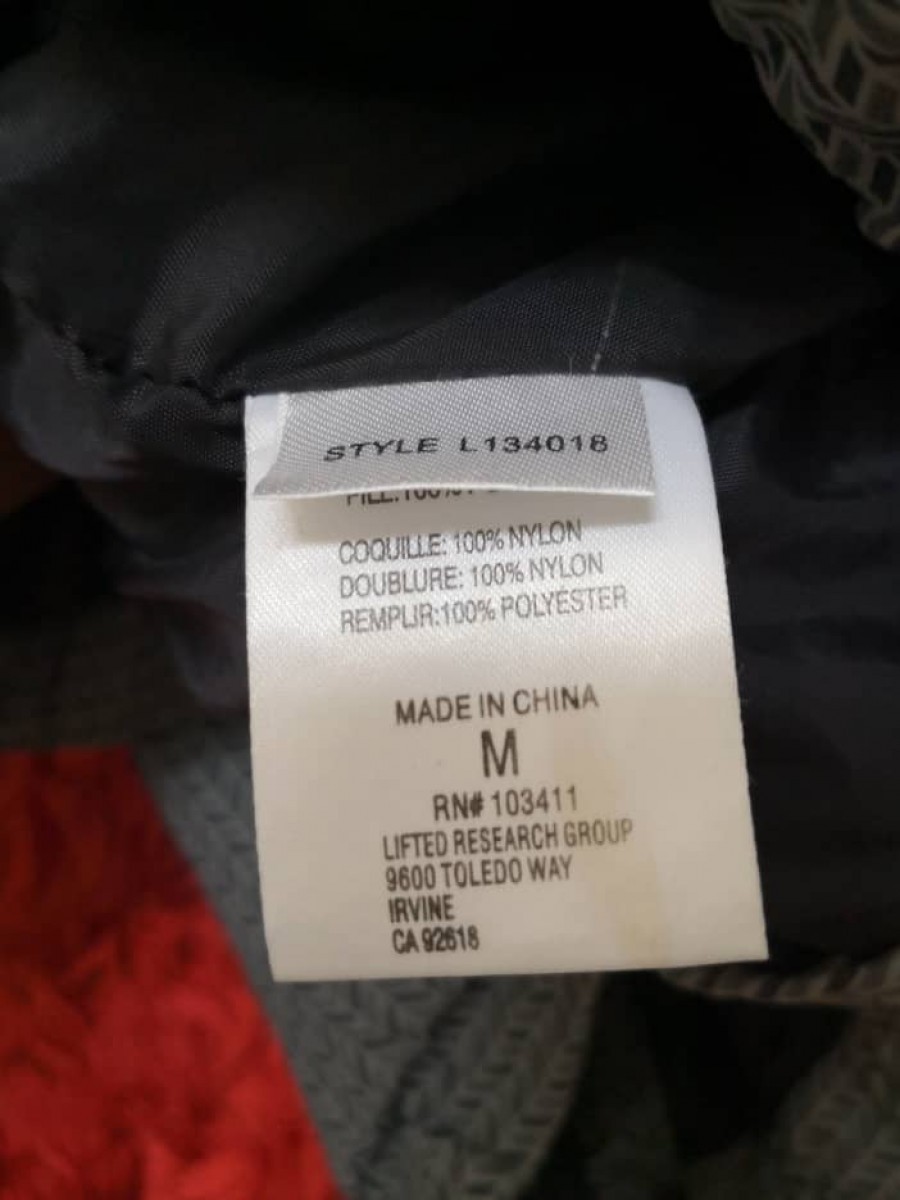 STYLE L134018
COQUILLE: 100% NYLON
DOUBLURE: 100% NYLON
REMPLIR:100% POLYESTER
MADE IN CHINA
M
RN# 103411
LIFTED RESEARCH GROUP
9600 TOLEDO WAY
IRVINE
CA 92618